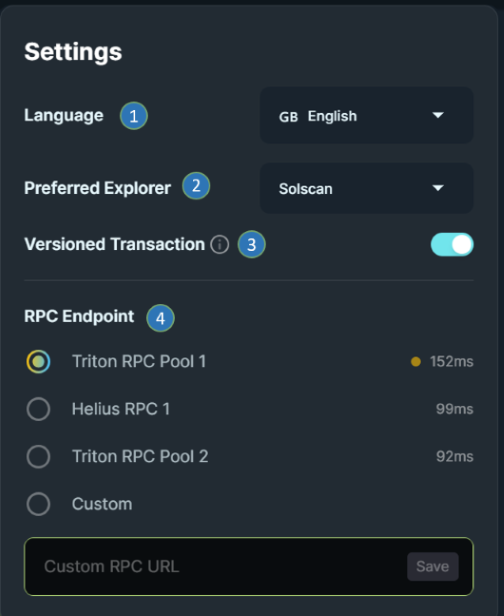 Settings
Language 1 GB English
Preferred Explorer 2 Solscan
Versioned Transaction i 3
RPC Endpoint 4
Triton RPC Pool 1 152ms
Helius RPC 1 99ms
Triton RPC Pool 2 92ms
Custom
Custom RPC URL Save